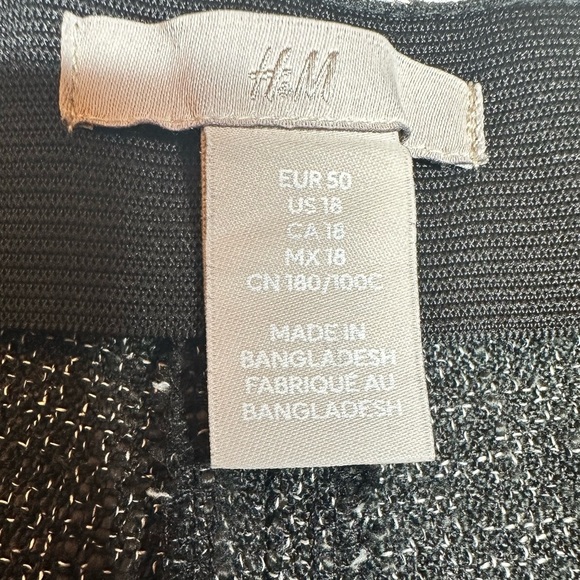 H&M
EUR 50
US 18
CA 18
MX 18
CN 180/100C
MADE IN
BANGLADESH
FABRIQUÉ AU
BANGLADESH